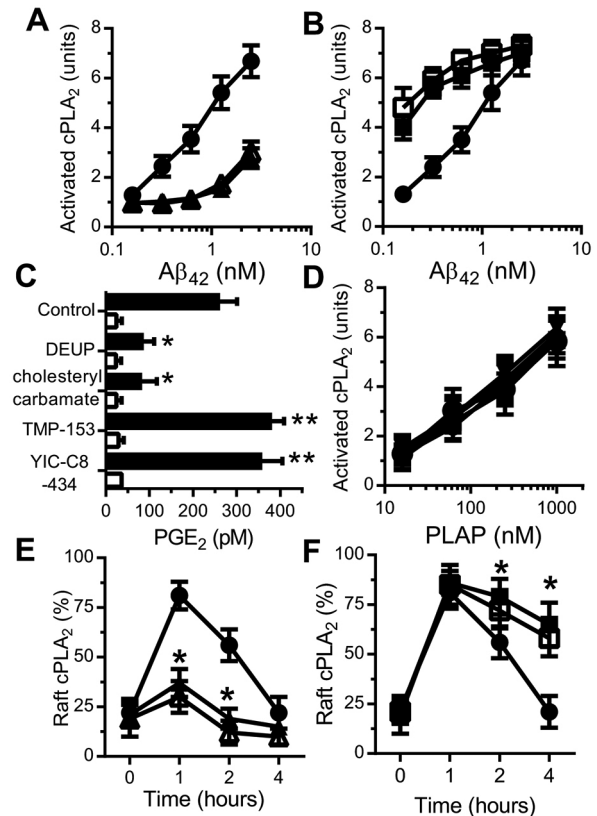 A
Activated cPLA2 (units)
8
6
4
2
0
0.1 1 10
Aβ42 (nM)
B
Activated cPLA2 (units)
8
6
4
2
0
0.1 1 10
Aβ42 (nM)
C
Control
DEUP
*
cholesteryl
*
carbamate
TMP-153
**
YIC-C8
**
-434
0 100 200 300 400
PGE2 (pM)
D
Activated cPLA2 (units)
8
6
4
2
0
10 100 1000
PLAP (nM)
E
Raft cPLA2 (%)
100
75
50
25
0
* *
0 1 2 4
Time (hours)
F
Raft cPLA2 (%)
100
75
50
25
0
* *
0 1 2 4
Time (hours)